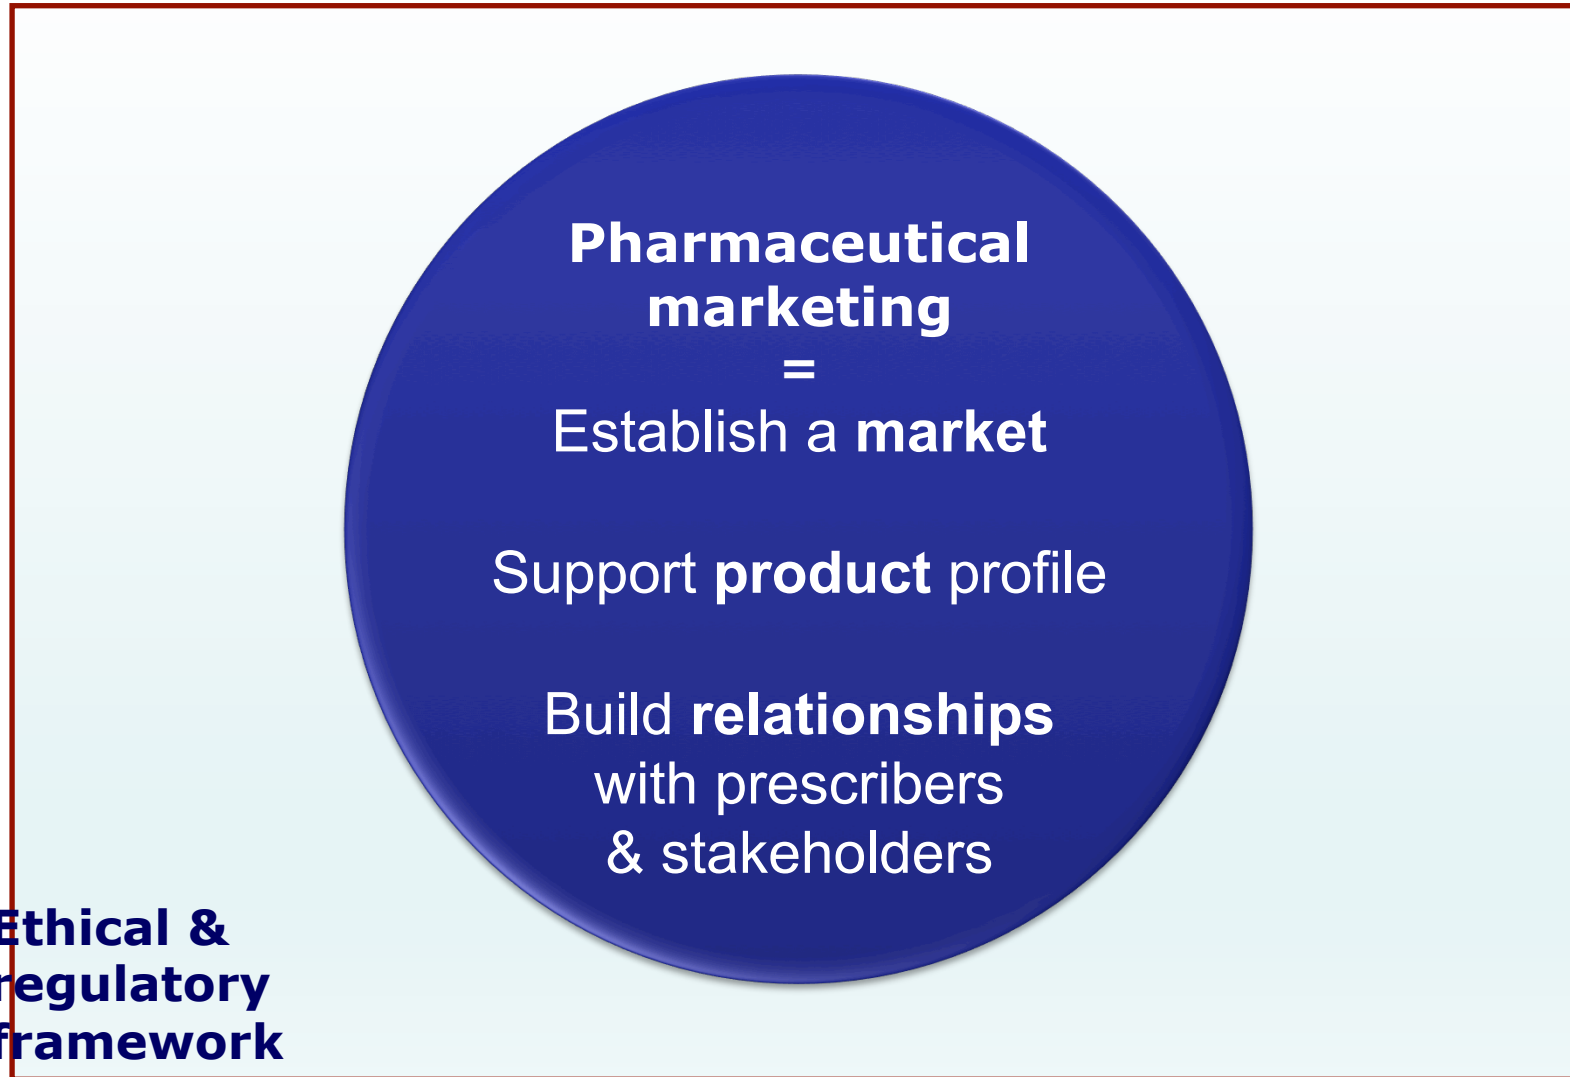 Pharmaceutical
marketing
=
Establish a market
Support product profile
Build relationships
with prescribers
& stakeholders
Ethical &
regulatory
framework